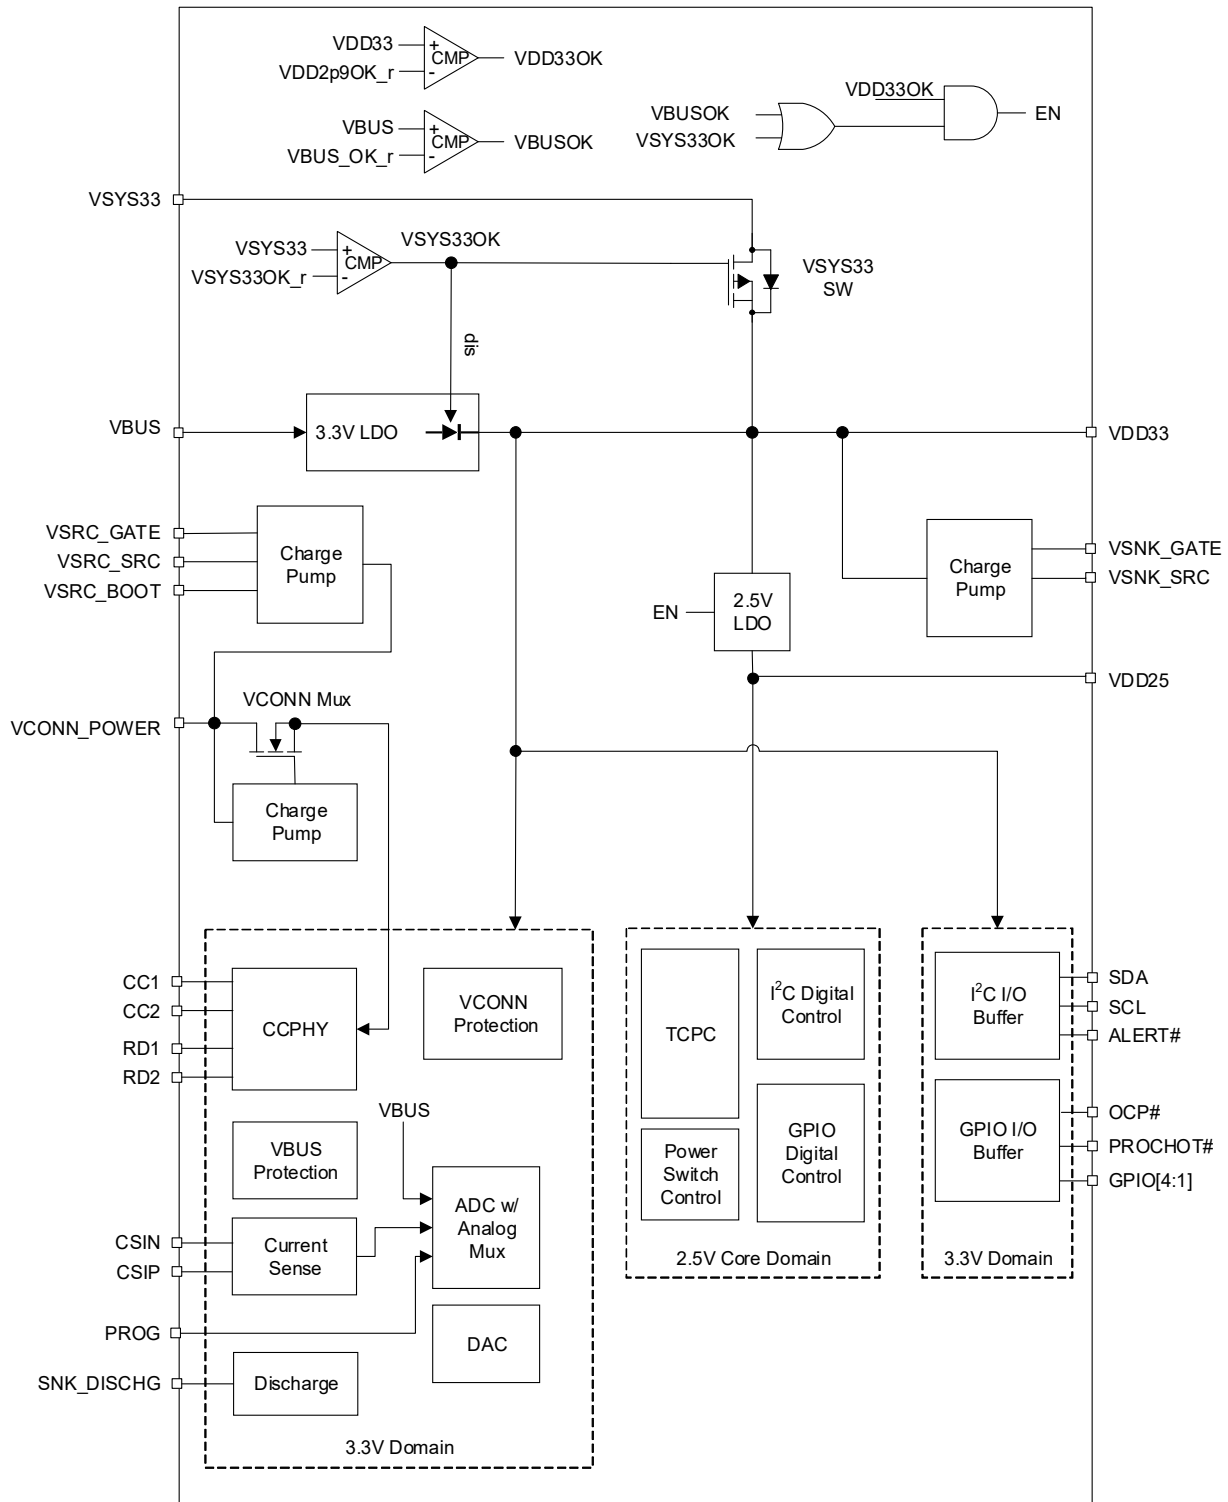 VDD33
VDD2p9OK_r
+
-
CMP
VDD33OK
VBUS
VBUS_OK_r
+
-
CMP
VBUSOK
VDD33OK
VBUSOK
VSYS33OK
EN
VSYS33
VSYS33
VSYS33OK_r
+
-
CMP
VSYS33OK
VSYS33
SW
dis
VBUS
3.3V LDO
VDD33
VSRC_GATE
VSRC_SRC
VSRC_BOOT
Charge
Pump
EN
2.5V
LDO
Charge
Pump
VSNK_GATE
VSNK_SRC
VDD25
VCONN Mux
VCONN_POWER
Charge
Pump
CC1
CC2
RD1
RD2
CCPHY
VCONN
Protection
VBUS
VBUS
Protection
ADC w/
Analog
Mux
CSIN
CSIP
Current
Sense
PROG
DAC
SNK_DISCHG
Discharge
3.3V Domain
TCPC
I²C Digital
Control
Power
Switch
Control
GPIO
Digital
Control
2.5V Core Domain
I²C I/O
Buffer
GPIO I/O
Buffer
3.3V Domain
SDA
SCL
ALERT#
OCP#
PROCHOT#
GPIO[4:1]